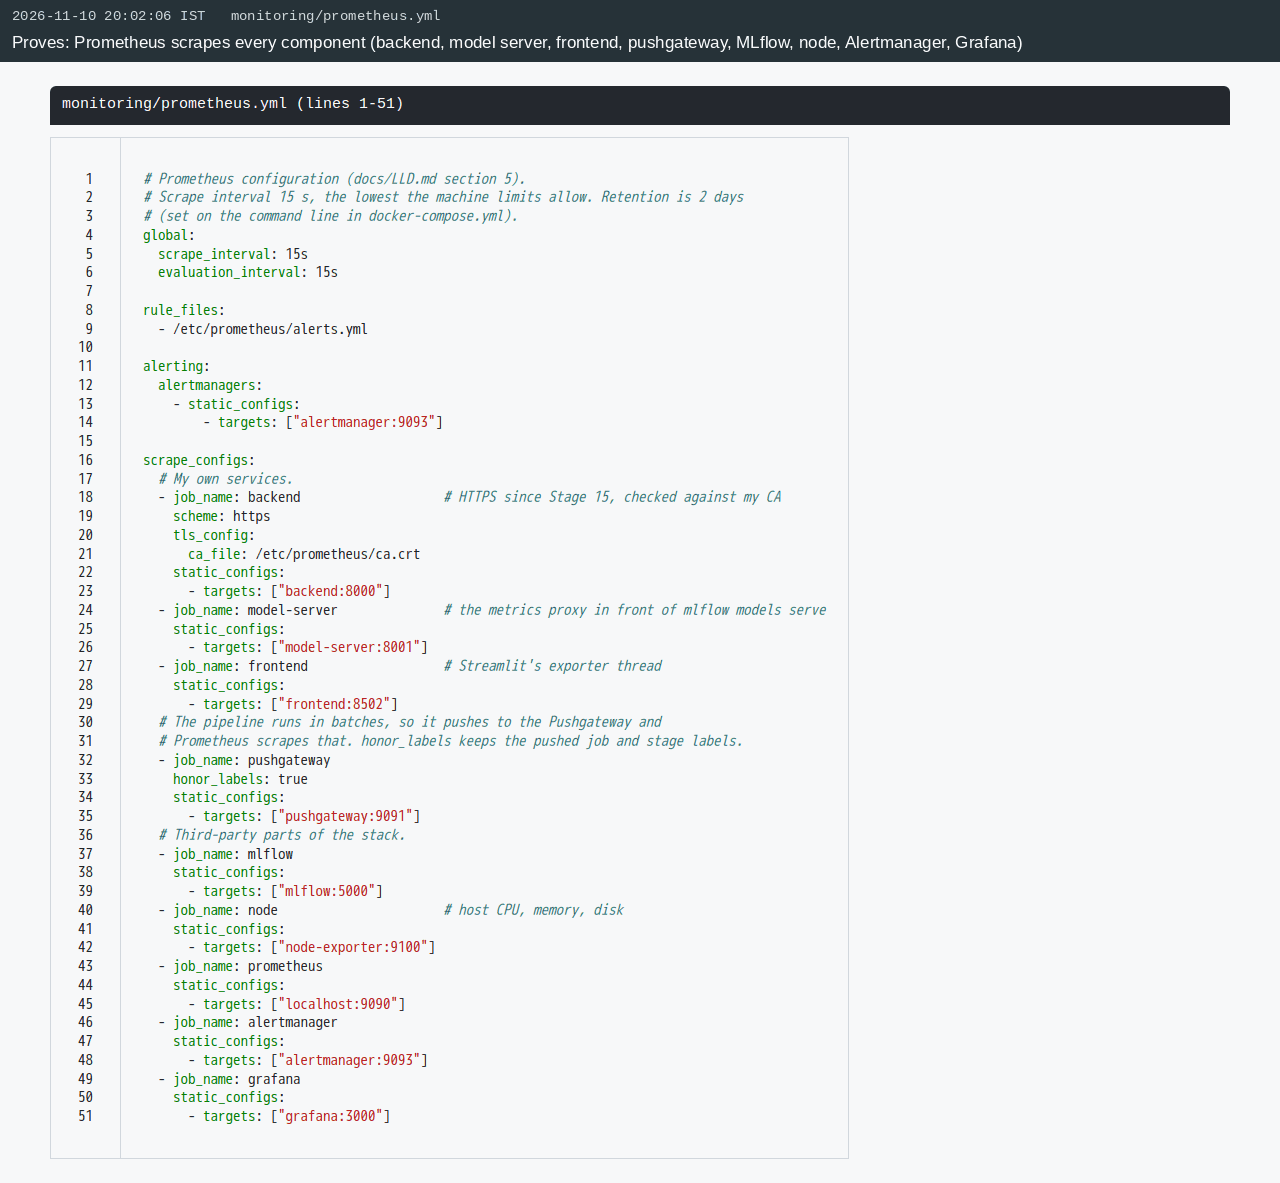 2026-11-10 20:02:06 IST   monitoring/prometheus.yml
Proves: Prometheus scrapes every component (backend, model server, frontend, pushgateway, MLflow, node, Alertmanager, Grafana)
monitoring/prometheus.yml (lines 1-51)
1 # Prometheus configuration (docs/LLD.md section 5).
2 # Scrape interval 15 s, the lowest the machine limits allow. Retention is 2 days
3 # (set on the command line in docker-compose.yml).
4 global:
5   scrape_interval: 15s
6   evaluation_interval: 15s
7
8 rule_files:
9   - /etc/prometheus/alerts.yml
10
11 alerting:
12   alertmanagers:
13     - static_configs:
14         - targets: ["alertmanager:9093"]
15
16 scrape_configs:
17   # My own services.
18   - job_name: backend                   # HTTPS since Stage 15, checked against my CA
19     scheme: https
20     tls_config:
21       ca_file: /etc/prometheus/ca.crt
22     static_configs:
23       - targets: ["backend:8000"]
24   - job_name: model-server              # the metrics proxy in front of mlflow models serve
25     static_configs:
26       - targets: ["model-server:8001"]
27   - job_name: frontend                  # Streamlit's exporter thread
28     static_configs:
29       - targets: ["frontend:8502"]
30   # The pipeline runs in batches, so it pushes to the Pushgateway and
31   # Prometheus scrapes that. honor_labels keeps the pushed job and stage labels.
32   - job_name: pushgateway
33     honor_labels: true
34     static_configs:
35       - targets: ["pushgateway:9091"]
36   # Third-party parts of the stack.
37   - job_name: mlflow
38     static_configs:
39       - targets: ["mlflow:5000"]
40   - job_name: node                      # host CPU, memory, disk
41     static_configs:
42       - targets: ["node-exporter:9100"]
43   - job_name: prometheus
44     static_configs:
45       - targets: ["localhost:9090"]
46   - job_name: alertmanager
47     static_configs:
48       - targets: ["alertmanager:9093"]
49   - job_name: grafana
50     static_configs:
51       - targets: ["grafana:3000"]